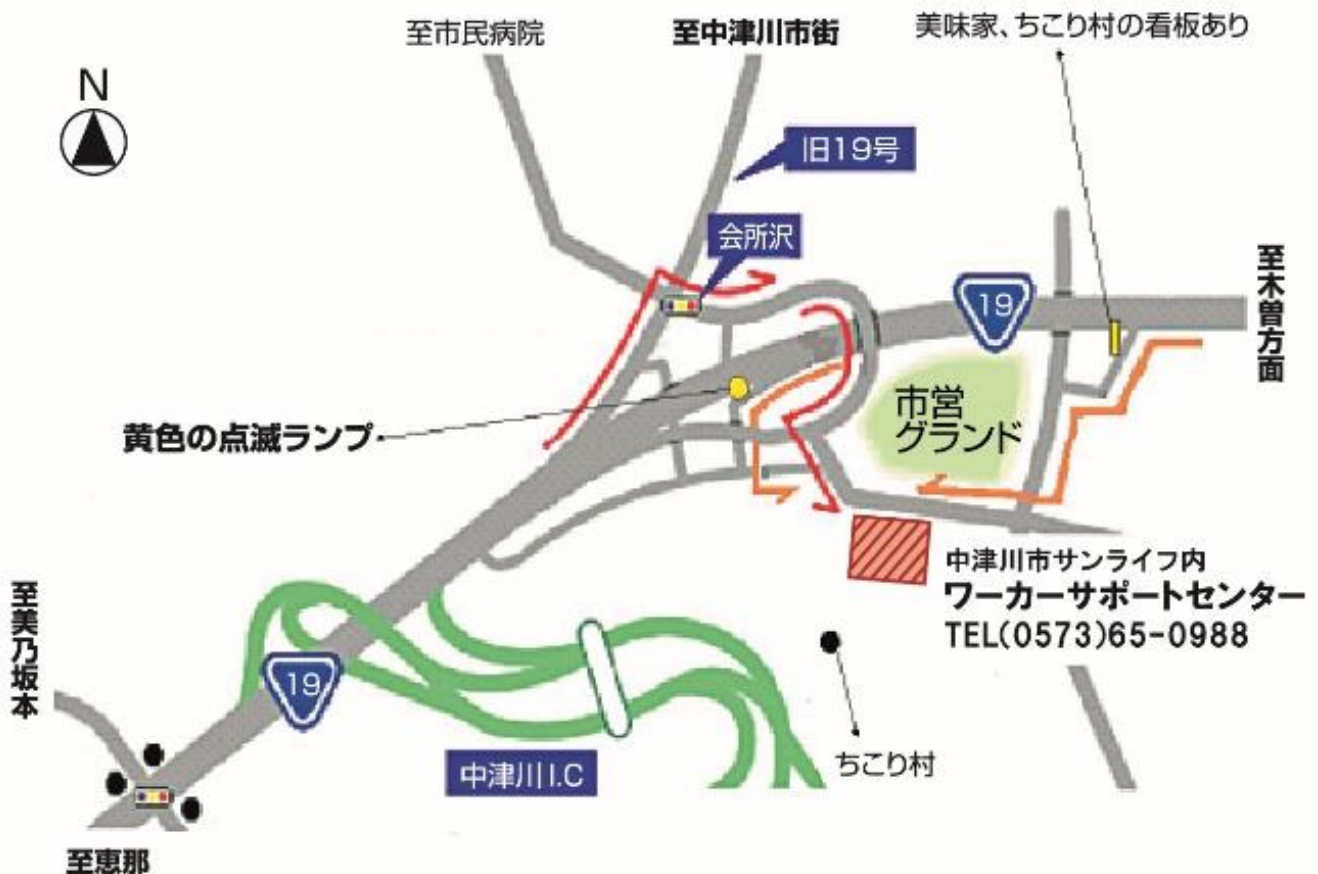 至市民病院
至中津川市街
美味家、ちこり村の看板あり
N
旧19号
会所沢
19
至木曽方面
市営
グランド
黄色の点滅ランプ
中津川市サンライフ内
ワーカーサポートセンター
TEL(0573)65-0988
至美乃坂本
19
中津川I.C
ちこり村
至恵那